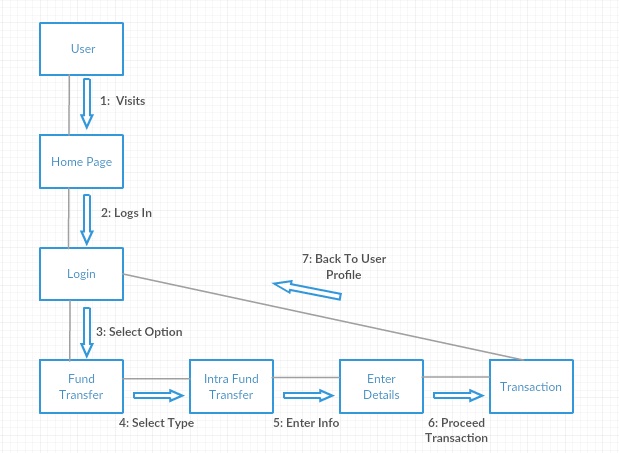 User
1: Visits
Home Page
2: Logs In
Login
7: Back To User
Profile
3: Select Option
Fund
Transfer
Intra Fund
Transfer
Enter
Details
Transaction
4: Select Type
5: Enter Info
6: Proceed
Transaction